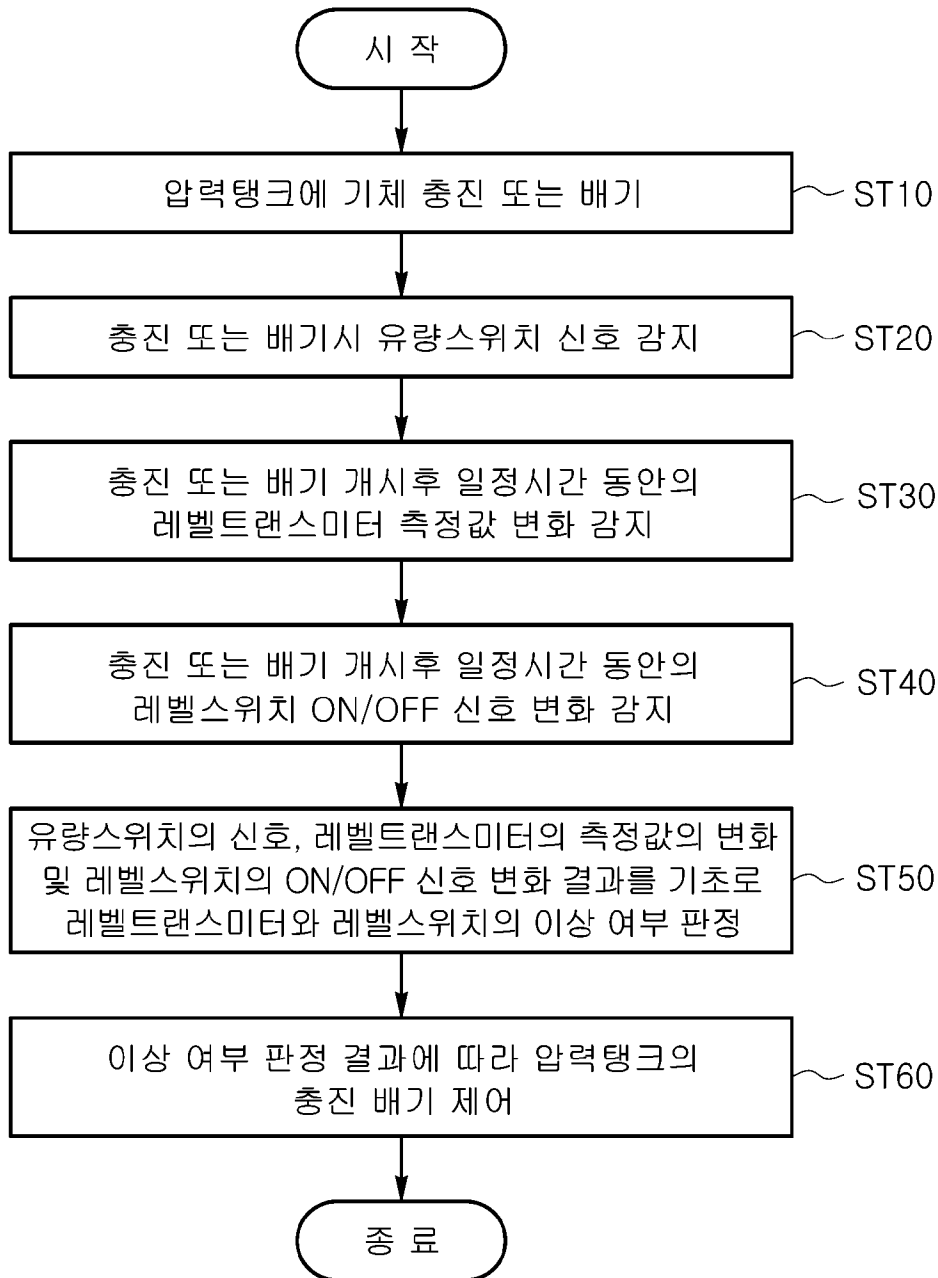 시 작
압력탱크에 기체 충진 또는 배기
ST10
충진 또는 배기시 유량스위치 신호 감지
ST20
충진 또는 배기 개시후 일정시간 동안의
레벨트랜스미터 측정값 변화 감지
ST30
충진 또는 배기 개시후 일정시간 동안의
레벨스위치 ON/OFF 신호 변화 감지
ST40
유량스위치의 신호, 레벨트랜스미터의 측정값의 변화
및 레벨스위치의 ON/OFF 신호 변화 결과를 기초로
레벨트랜스미터와 레벨스위치의 이상 여부 판정
ST50
이상 여부 판정 결과에 따라 압력탱크의
충진 배기 제어
ST60
종 료